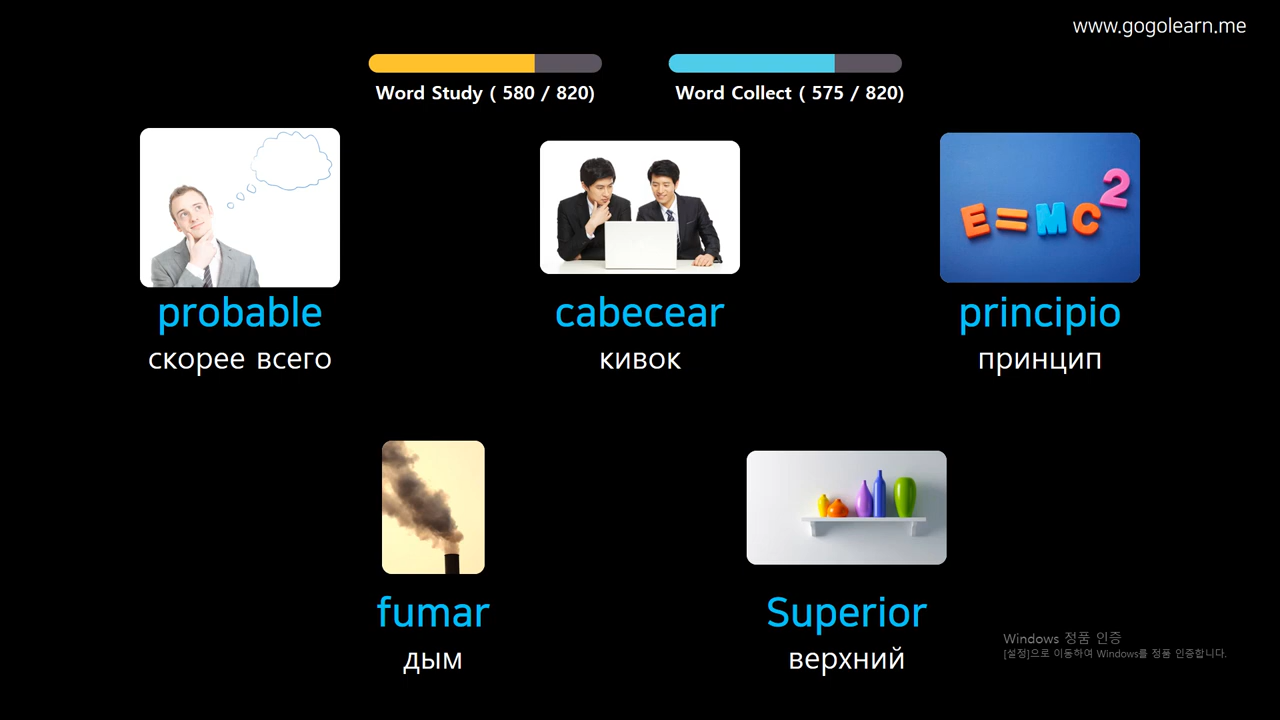 www.gogolearn.me
Word Study ( 580 / 820)
Word Collect ( 575 / 820)
E=MC2
probable
cabecear
principio
скорее всего
кивок
принцип
fumar
Superior
дым
верхний
Windows 정품 인증
[설정]으로 이동하여 Windows를 정품 인증합니다.